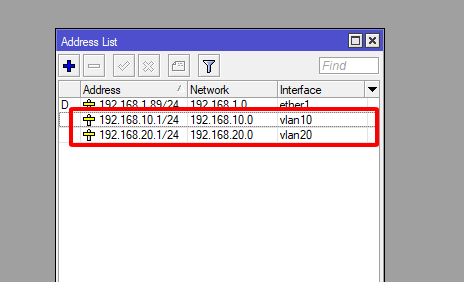 Address List
Find
Address Network Interface
D 192.168.1.89/24 192.168.1.0 ether1
192.168.10.1/24 192.168.10.0 vlan10
192.168.20.1/24 192.168.20.0 vlan20